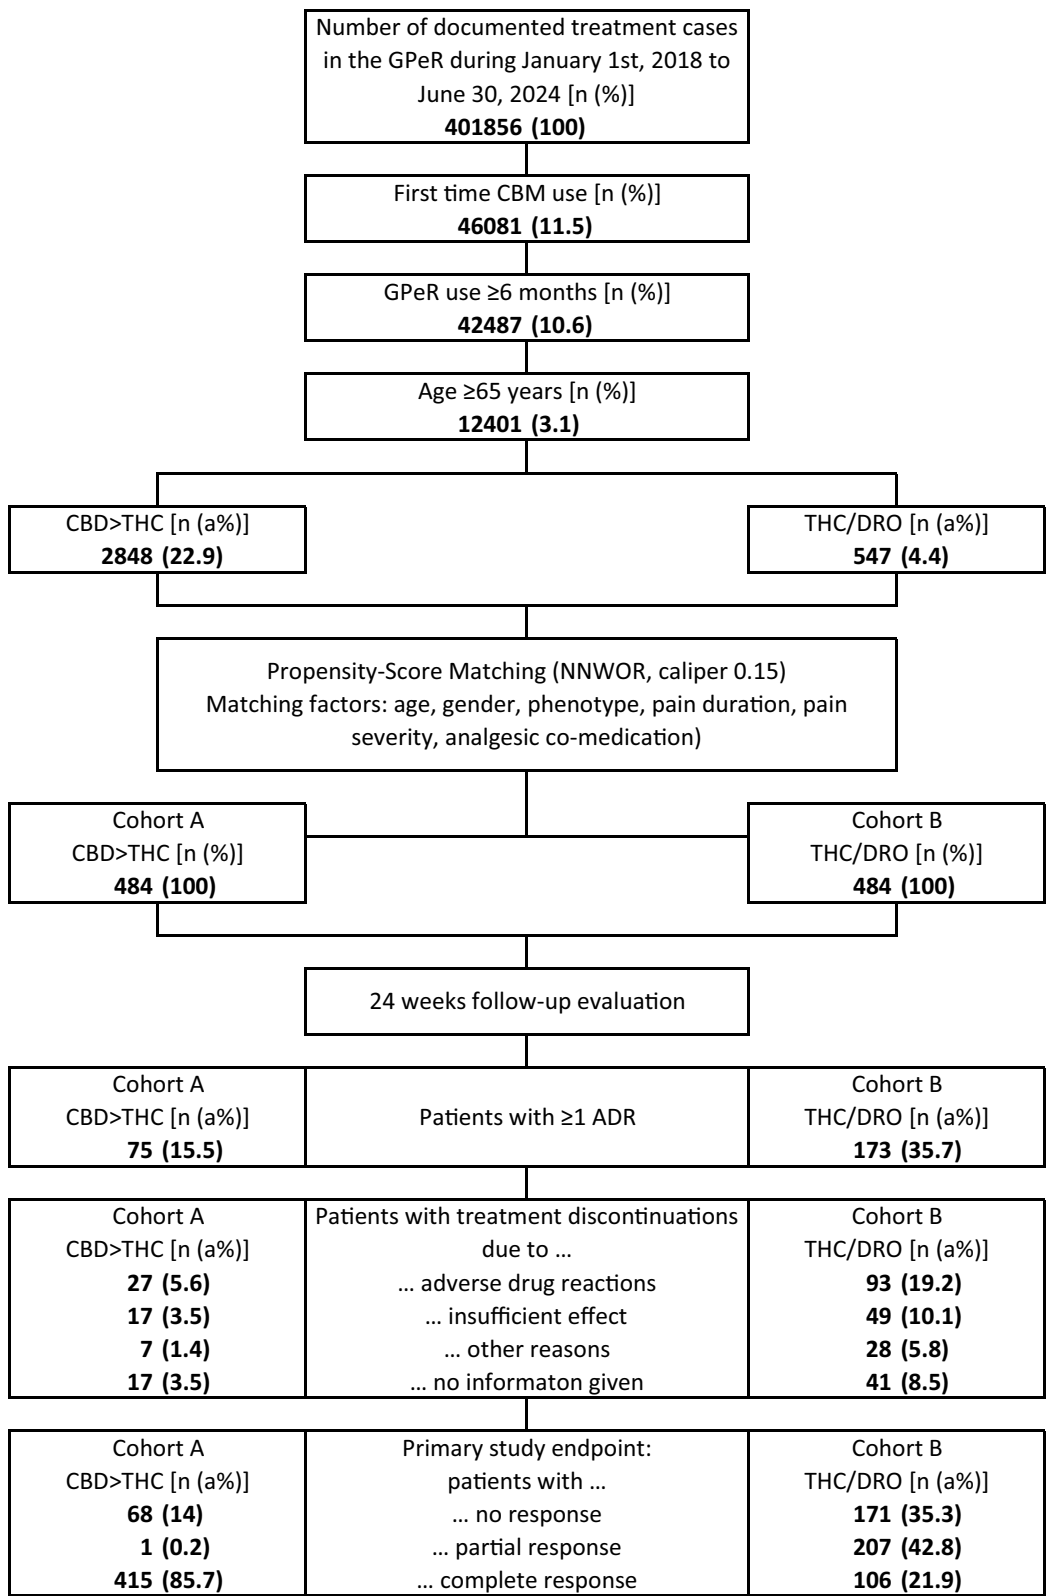 Number of documented treatment cases
in the GPeR during January 1st, 2018 to
June 30, 2024 [n (%)]
401856 (100)
First time CBM use [n (%)]
46081 (11.5)
GPeR use ≥6 months [n (%)]
42487 (10.6)
Age ≥65 years [n (%)]
12401 (3.1)
CBD>THC [n (a%)]
2848 (22.9)
THC/DRO [n (a%)]
547 (4.4)
Propensity-Score Matching (NNWOR, caliper 0.15)
Matching factors: age, gender, phenotype, pain duration, pain
severity, analgesic co-medication)
Cohort A
CBD>THC [n (%)]
484 (100)
Cohort B
THC/DRO [n (%)]
484 (100)
24 weeks follow-up evaluation
Cohort A
CBD>THC [n (a%)]
75 (15.5)
Patients with ≥1 ADR
Cohort B
THC/DRO [n (a%)]
173 (35.7)
Cohort A
CBD>THC [n (a%)]
27 (5.6)
17 (3.5)
7 (1.4)
17 (3.5)
Patients with treatment discontinuations
due to ...
... adverse drug reactions
... insufficient effect
... other reasons
... no informaton given
Cohort B
THC/DRO [n (a%)]
93 (19.2)
49 (10.1)
28 (5.8)
41 (8.5)
Cohort A
CBD>THC [n (a%)]
68 (14)
1 (0.2)
415 (85.7)
Primary study endpoint:
patients with ...
... no response
... partial response
... complete response
Cohort B
THC/DRO [n (a%)]
171 (35.3)
207 (42.8)
106 (21.9)